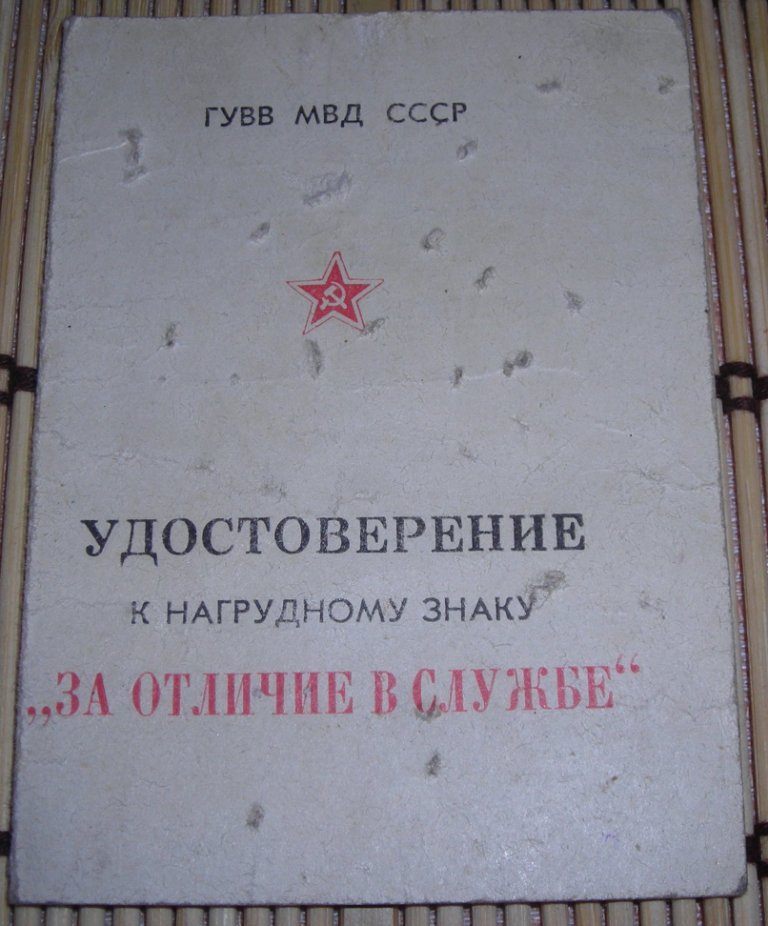 ГУВВ МВД СССР
УДОСТОВЕРЕНИЕ
К НАГРУДНОМУ ЗНАКУ
„ЗА ОТЛИЧИЕ В СЛУЖБЕ“